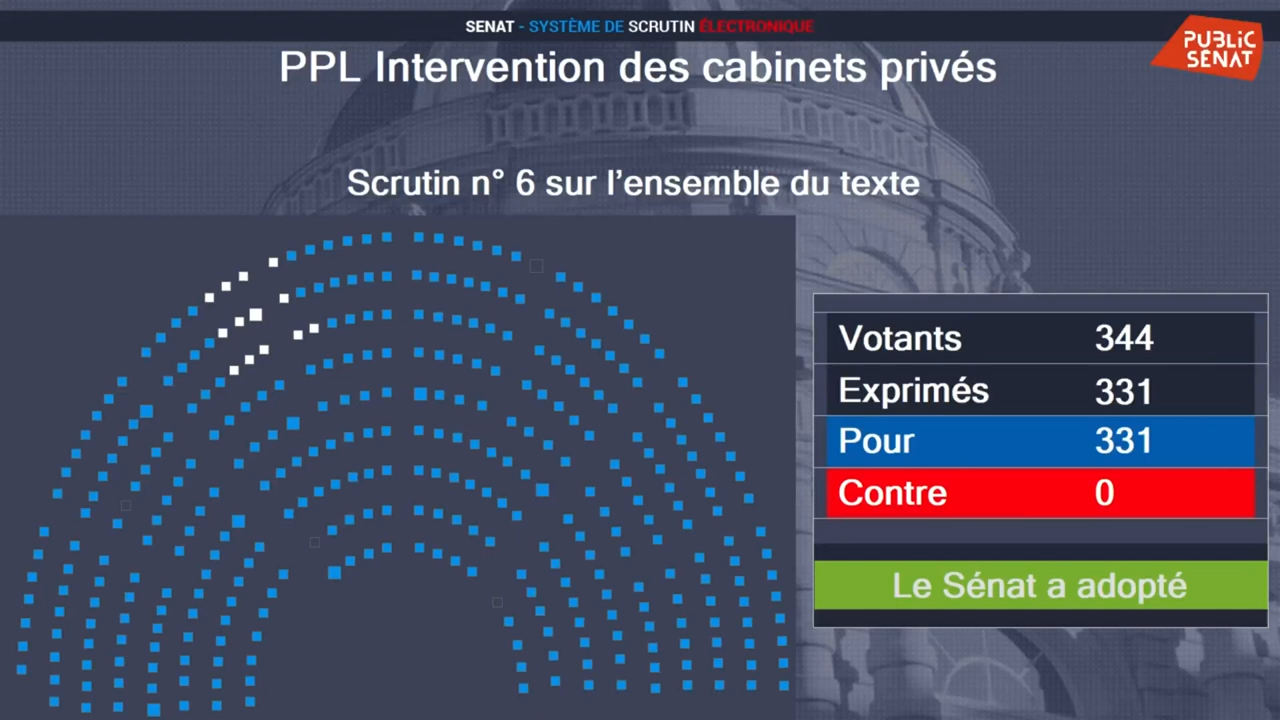 SENAT - SYSTÈME DE SCRUTIN ÉLECTRONIQUE
PUBLIC
SÉNAT
PPL Intervention des cabinets privés
Scrutin n° 6 sur l'ensemble du texte
Votants 344
Exprimés 331
Pour 331
Contre 0
Le Sénat a adopté